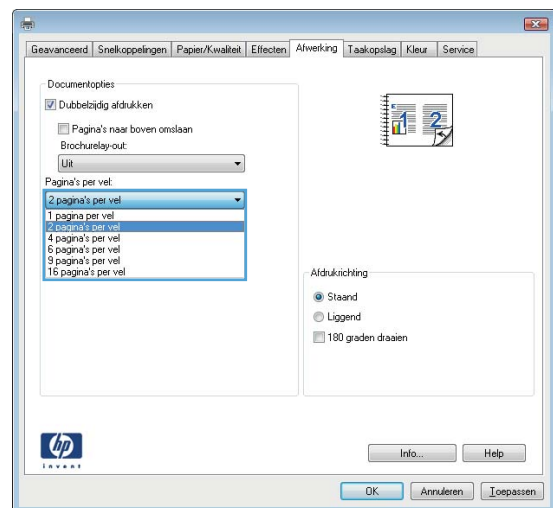 Geavanceerd Snelkoppelingen Papier/Kwaliteit Effecten Afwerking Taakopslag Kleur Service
Documentopties
Dubbelzijdig afdrukken
Pagina's naar boven omslaan
Brochurelay-out:
Uit
Pagina's per vel:
2 pagina's per vel
1 pagina per vel
2 pagina's per vel
4 pagina's per vel
6 pagina's per vel
9 pagina's per vel
16 pagina's per vel
1 2
Afdrukrichting
Staand
Liggend
180 graden draaien
hp
invent
Info... Help
OK Annuleren Toepassen